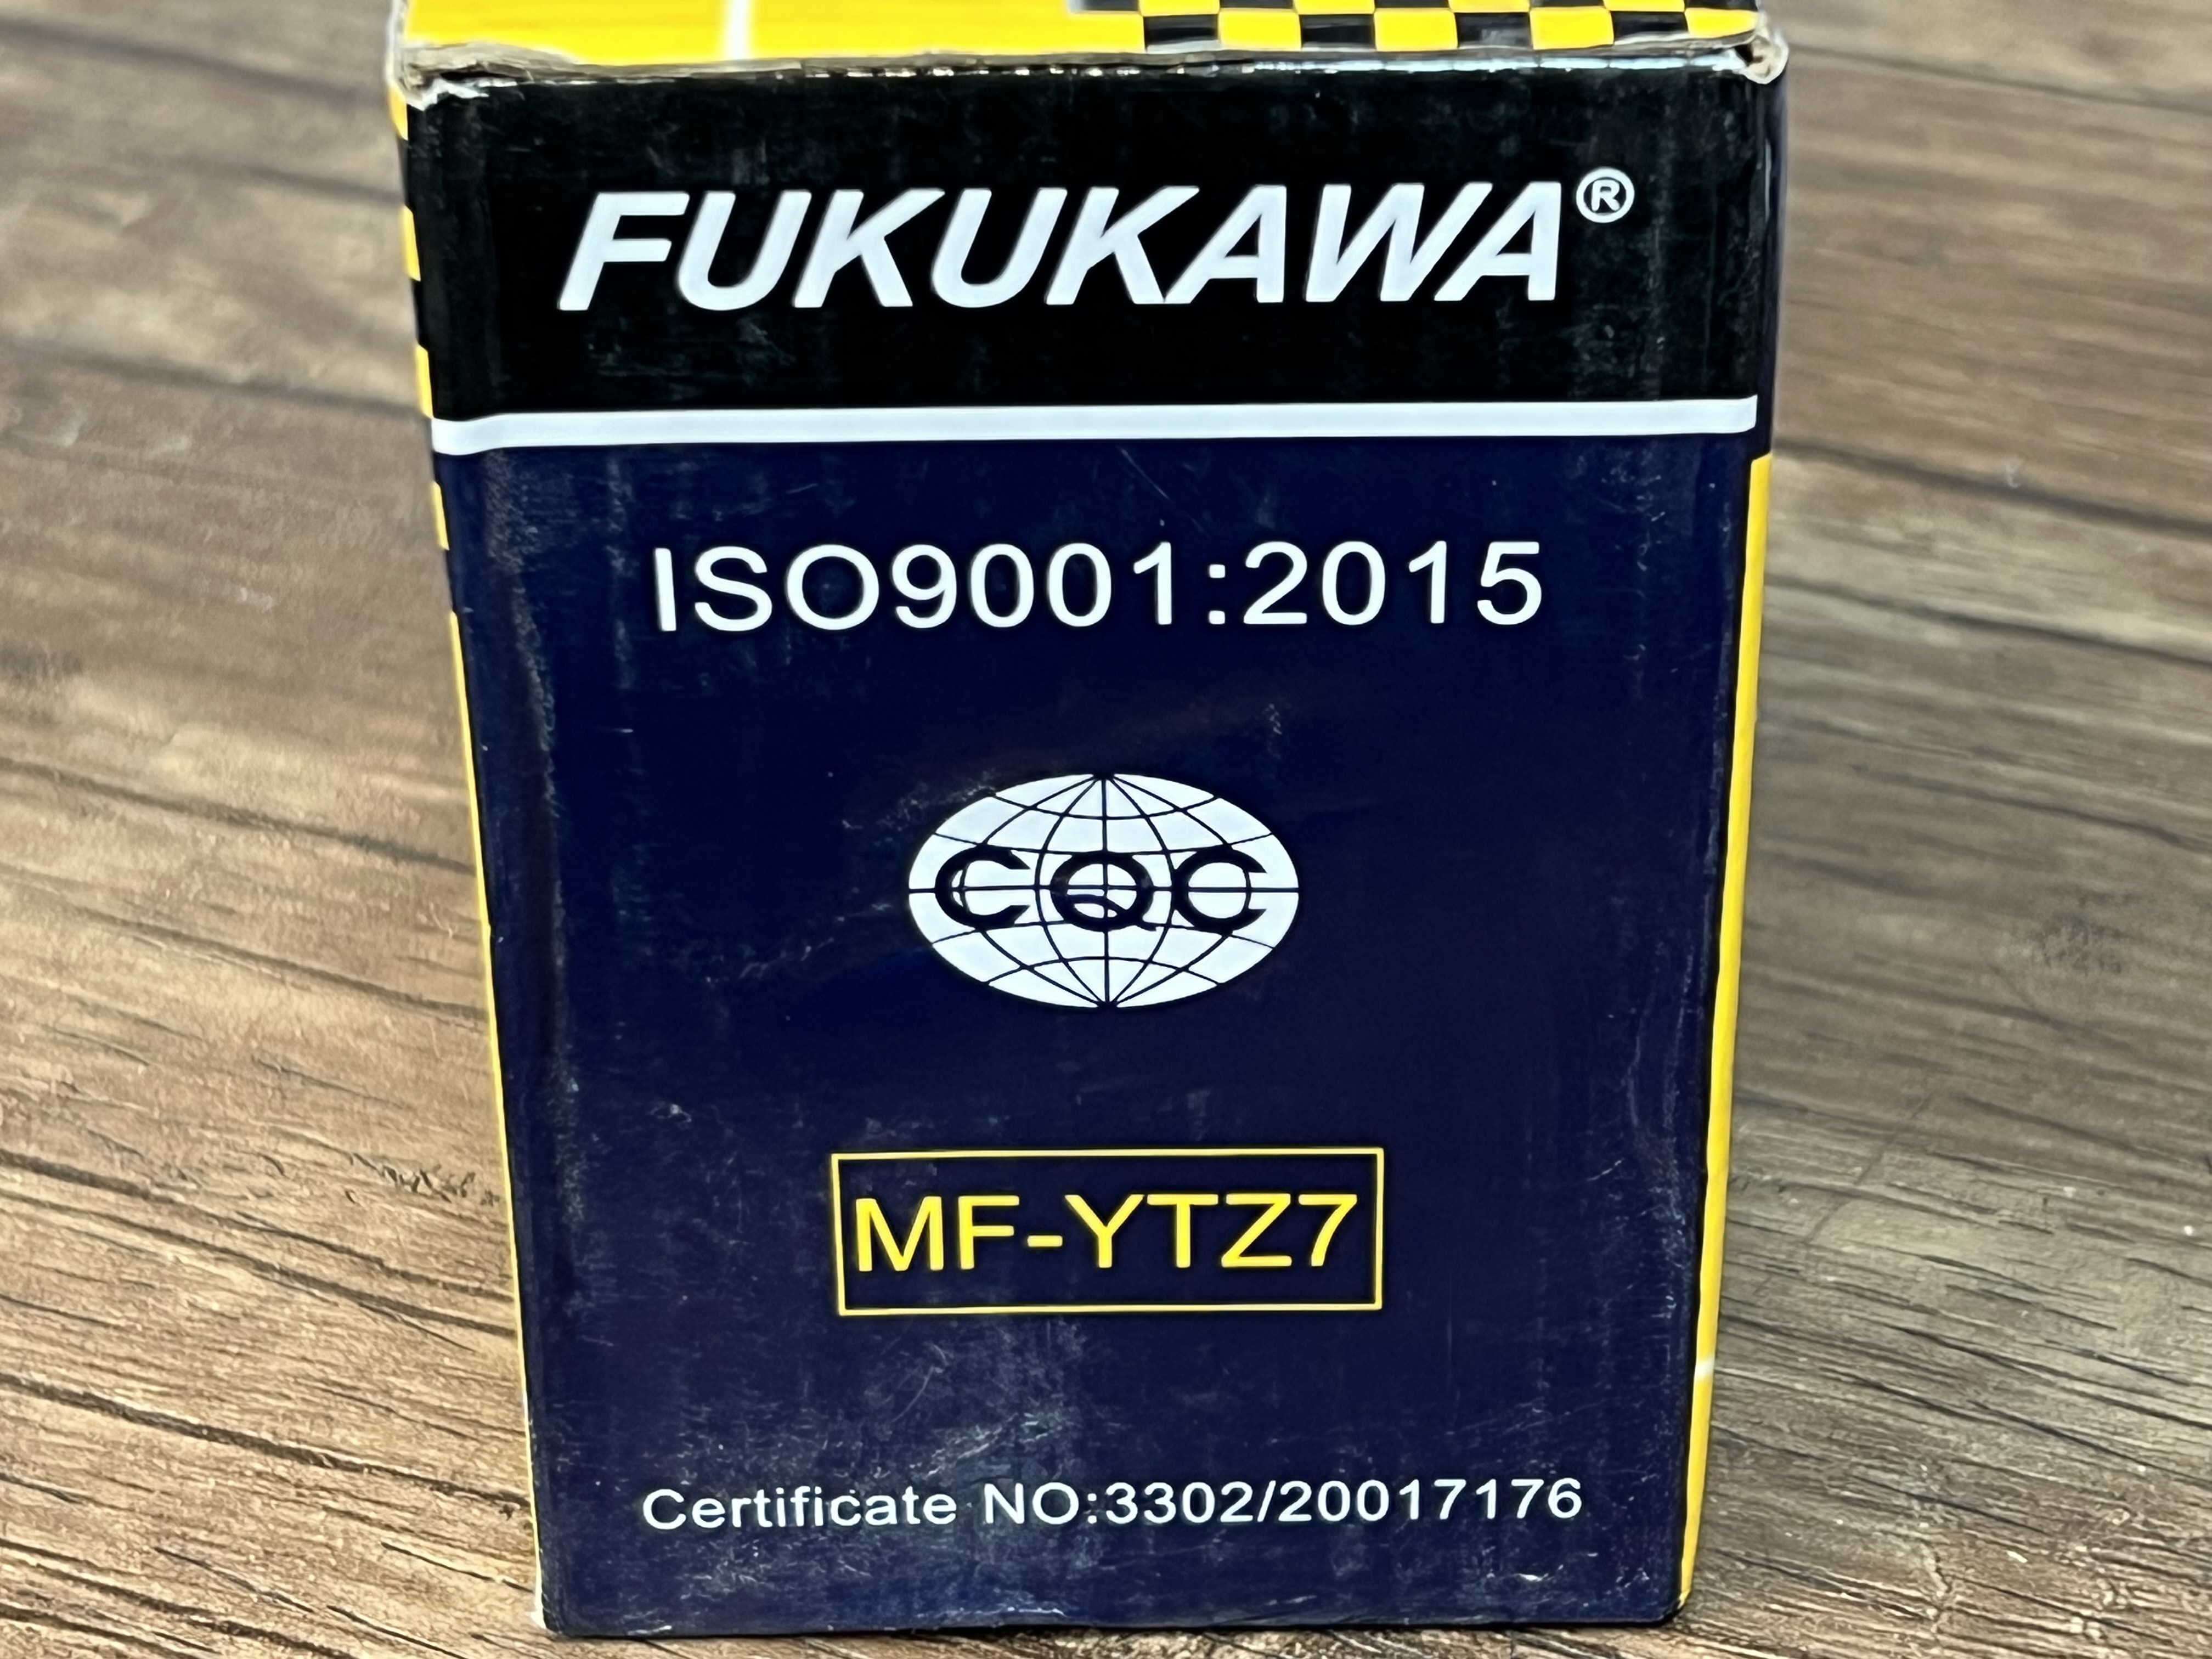 FUKUKAWA®
ISO9001:2015
CQC
MF-YTZ7
Certificate NO:3302/20017176